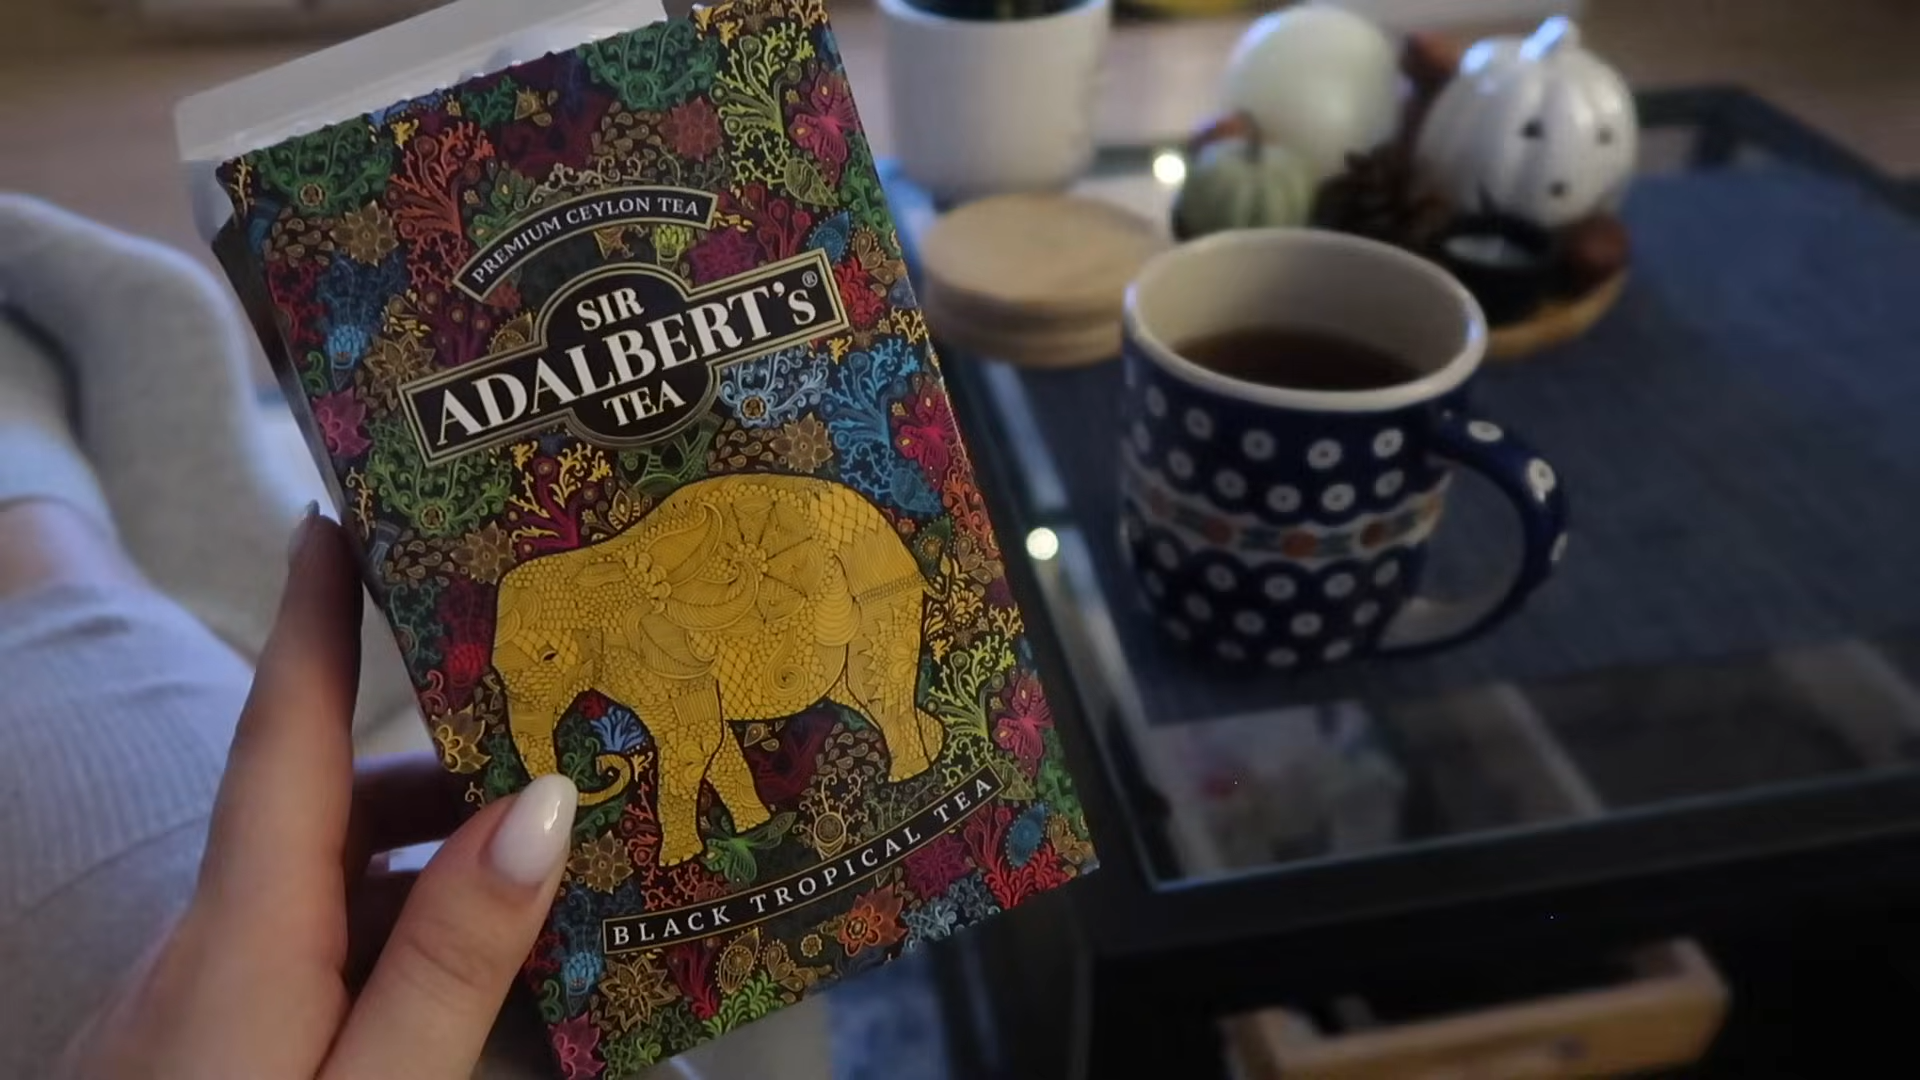 PREMIUM CEYLON TEA
SIR
ADALBERT's®
TEA
BLACK TROPICAL TEA